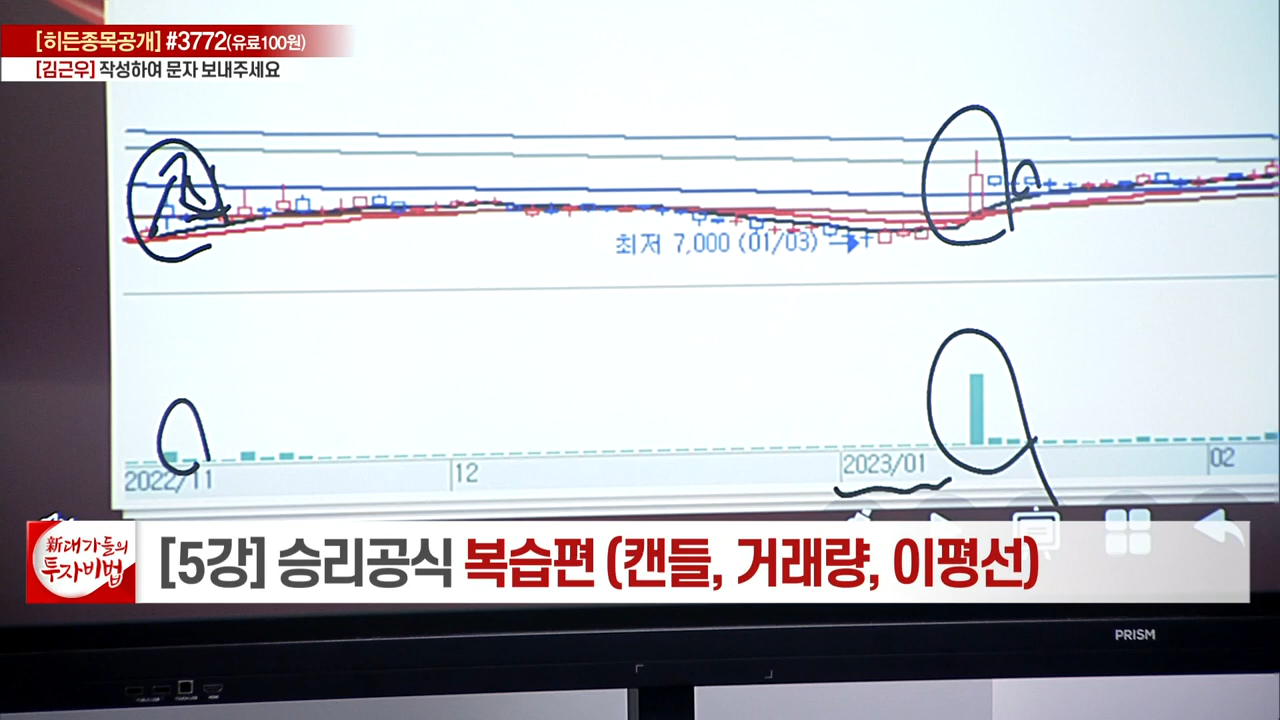 [히든종목공개] #3772(유료100원)
[김근우] 작성하여 문자 보내주세요
최저 7,000 (01/03)
2022/11
12
2023/01
02
新대가들의
투자비법
[5강] 승리공식 복습편 (캔들, 거래량, 이평선)
PRISM